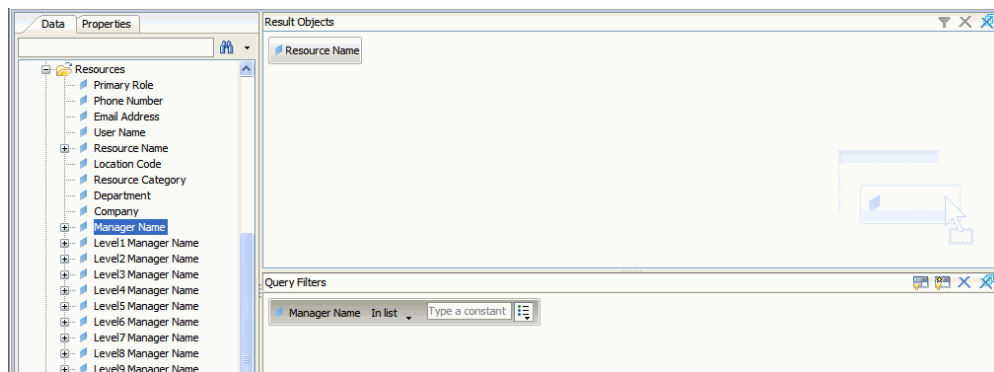 Data Properties
Result Objects
Resource Name
Resources
Primary Role
Phone Number
Email Address
User Name
Resource Name
Location Code
Resource Category
Department
Company
Manager Name
Level1 Manager Name
Level2 Manager Name
Level3 Manager Name
Level4 Manager Name
Level5 Manager Name
Level6 Manager Name
Level7 Manager Name
Level8 Manager Name
Level9 Manager Name
Query Filters
Manager Name In list Type a constant